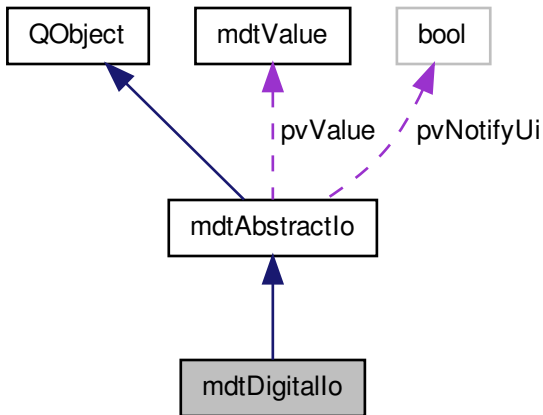 QObject
mdtValue
bool
pvValue
pvNotifyUi
mdtAbstractIo
mdtDigitalIo